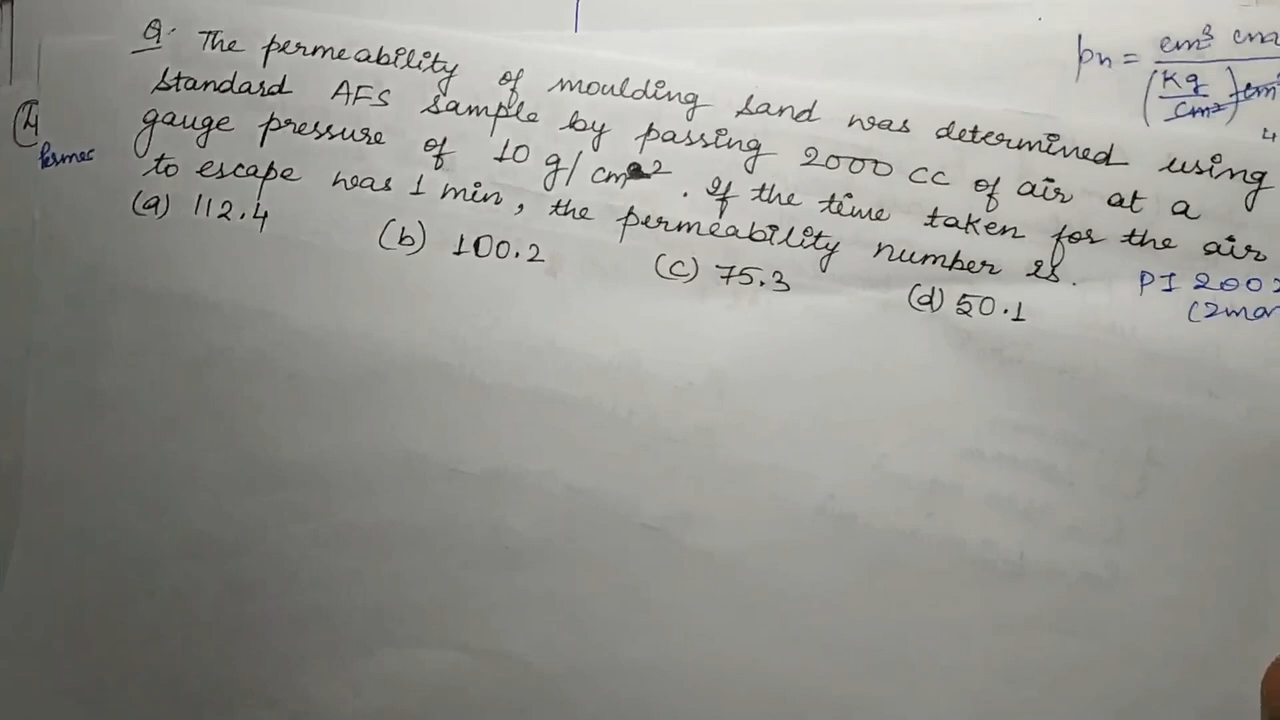 Q: The permeability of moulding sand was determined using
standard AFS sample by passing 2000 cc of air at a
gauge pressure of 10 g/cm2. If the time taken for the air
to escape was 1 min, the permeability number is.
(a) 112.4 (b) 100.2 (c) 75.3 (d) 50.1
PI 200
(2mar
pn = cm3 cm
(Kg/cm2) cm